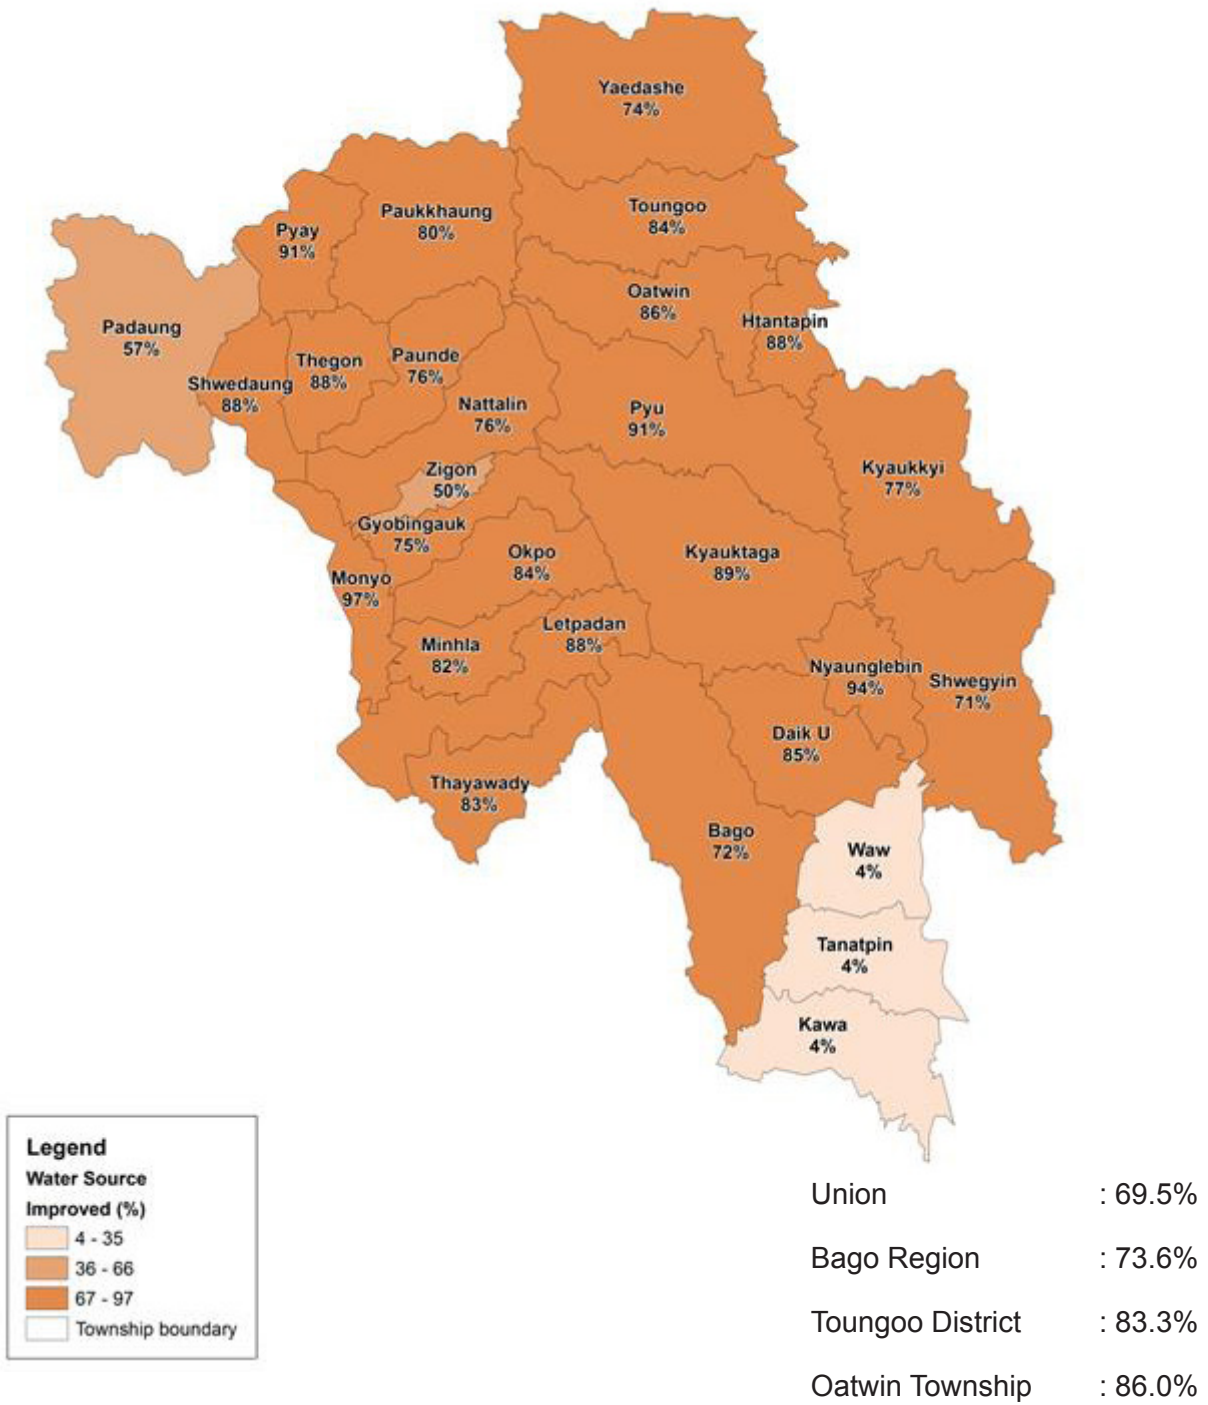 Yaedashe
74%
Toungoo
84%
Paukkhaung
80%
Pyay
91%
Oatwin
86%
Htantapin
88%
Padaung
57%
Shwedaung
88%
Thegon
88%
Paunde
76%
Nattalin
76%
Pyu
91%
Kyaukkyi
77%
Zigon
50%
Gyobingauk
75%
Okpo
84%
Kyauktaga
89%
Monyo
97%
Letpadan
88%
Minhla
82%
Nyaunglebin
94%
Shwegyin
71%
Daik U
85%
Thayawady
83%
Bago
72%
Waw
4%
Tanatpin
4%
Kawa
4%
Legend
Water Source
Improved (%)
4 - 35
36 - 66
67 - 97
Township boundary
Union : 69.5%
Bago Region : 73.6%
Toungoo District : 83.3%
Oatwin Township : 86.0%